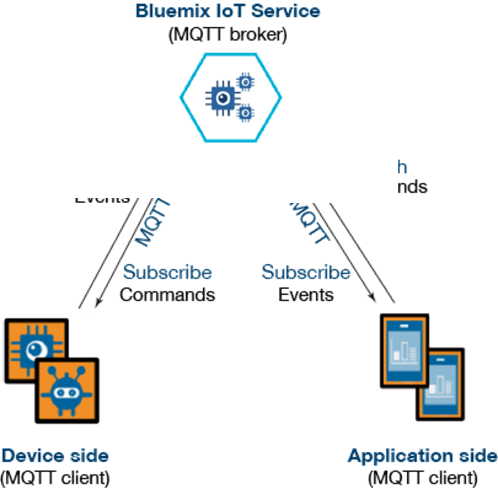 Bluemix IoT Service
(MQTT broker)
h
nds
Events
MQTT
MQTT
Subscribe
Commands
Subscribe
Events
Device side
(MQTT client)
Application side
(MQTT client)